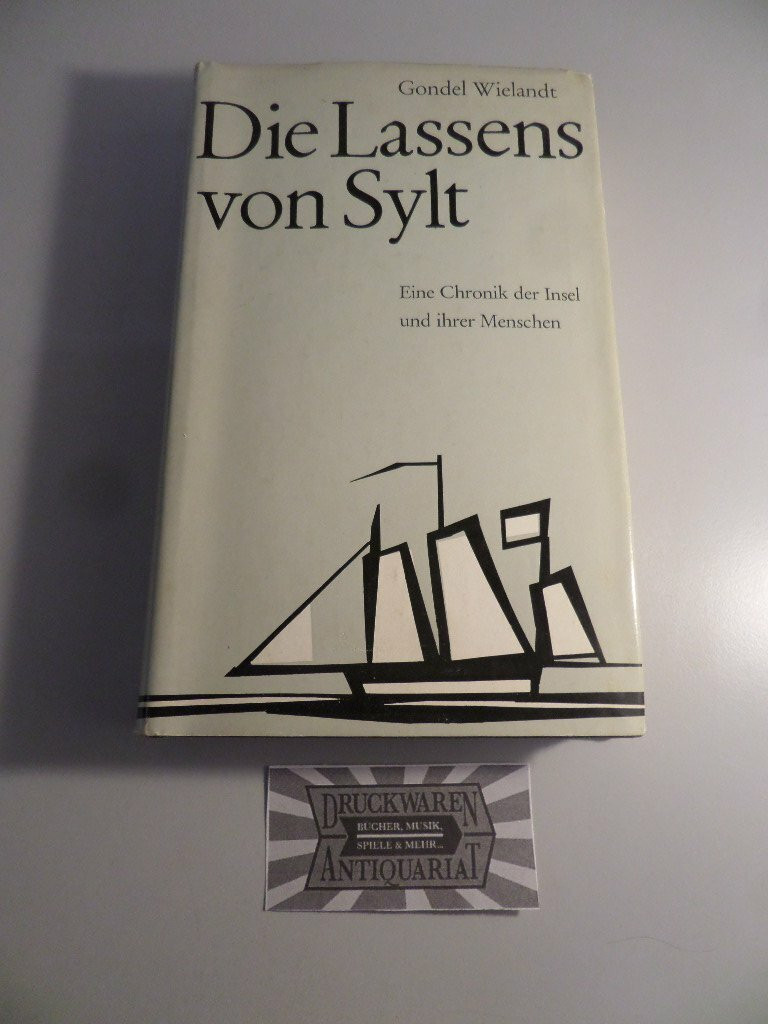 Gondel Wielandt
Die Lassens
von Sylt
Eine Chronik der Insel
und ihrer Menschen
DRUCKWAREN
BÜCHER, MUSIK,
SPIELE & MEHR...
ANTIQUARIAT